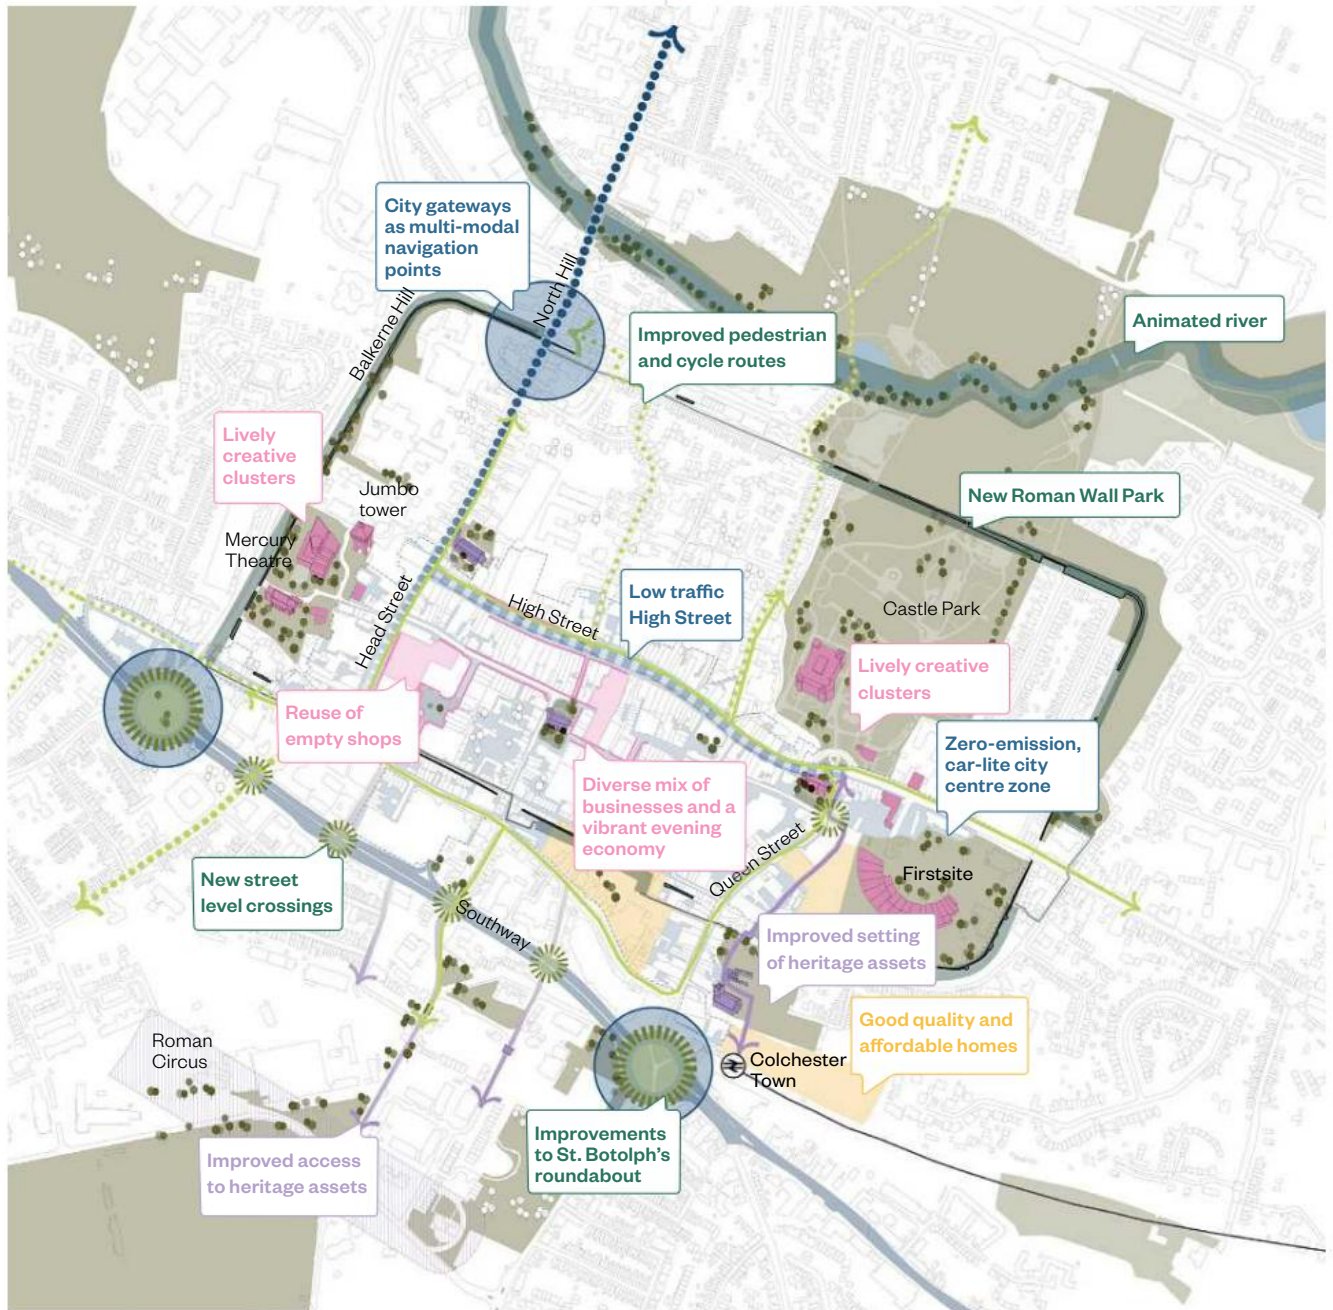 City gateways
as multi-modal
navigation
points
North Hill
Balkerne Hill
Improved pedestrian
and cycle routes
Animated river
Lively
creative
clusters
Jumbo
tower
Mercury
Theatre
New Roman Wall Park
Head Street
High Street
Low traffic
High Street
Castle Park
Lively creative
clusters
Reuse of
empty shops
Zero-emission,
car-lite city
centre zone
Diverse mix of
businesses and a
vibrant evening
economy
Queen Street
Firstsite
New street
level crossings
Southway
Improved setting
of heritage assets
Good quality and
affordable homes
Roman
Circus
Colchester
Town
Improvements
to St. Botolph's
roundabout
Improved access
to heritage assets